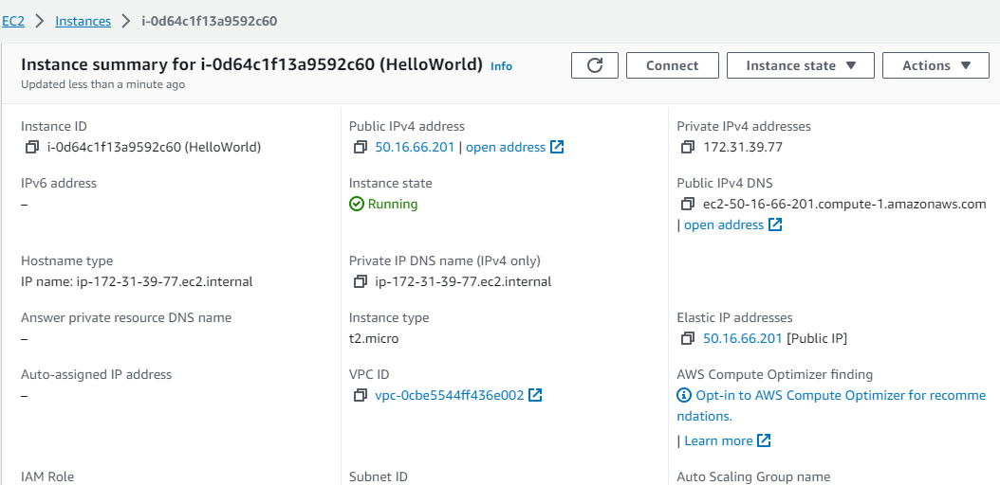 EC2 > Instances > i-0d64c1f13a9592c60
Instance summary for i-0d64c1f13a9592c60 (HelloWorld) Info
Updated less than a minute ago
Connect
Instance state
Actions
Instance ID
i-0d64c1f13a9592c60 (HelloWorld)
Public IPv4 address
50.16.66.201 | open address
Private IPv4 addresses
172.31.39.77
IPv6 address
–
Instance state
Running
Public IPv4 DNS
ec2-50-16-66-201.compute-1.amazonaws.com
| open address
Hostname type
IP name: ip-172-31-39-77.ec2.internal
Private IP DNS name (IPv4 only)
ip-172-31-39-77.ec2.internal
Answer private resource DNS name
–
Instance type
t2.micro
Elastic IP addresses
50.16.66.201 [Public IP]
Auto-assigned IP address
–
VPC ID
vpc-0cbe5544ff436e002
AWS Compute Optimizer finding
Opt-in to AWS Compute Optimizer for recomme
ndations.
| Learn more
IAM Role
Subnet ID
Auto Scaling Group name